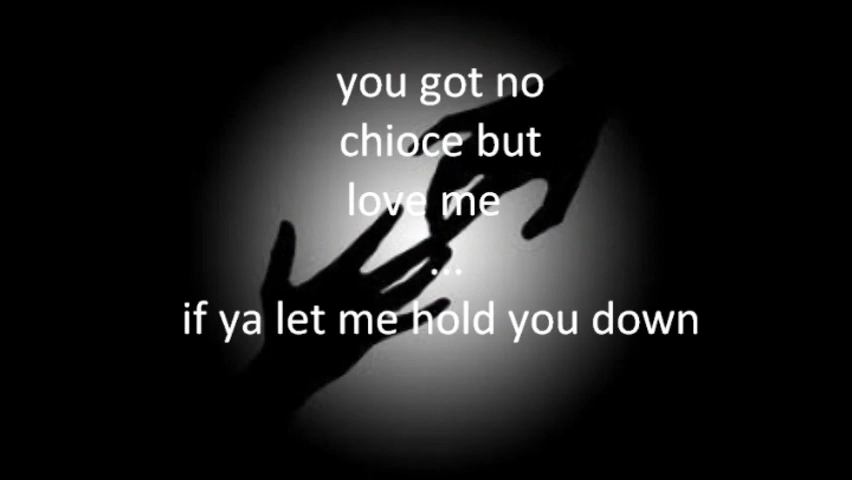 you got no
chioce but
love me
...
if ya let me hold you down